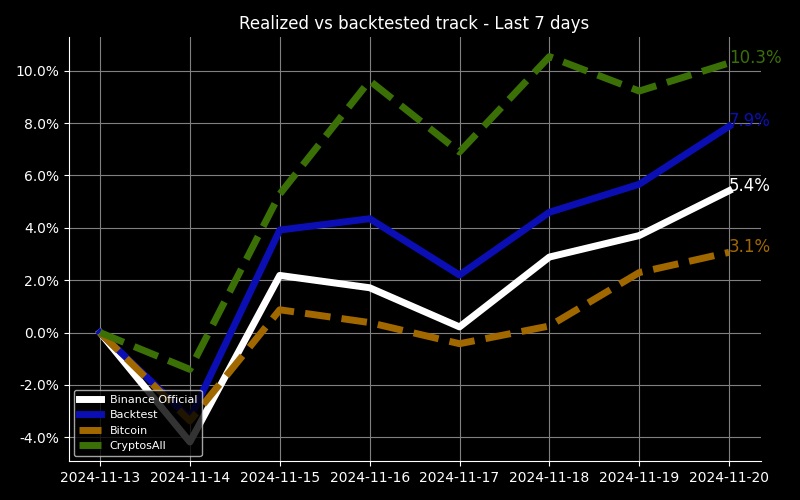 Realized vs backtested track - Last 7 days
10.3%
10.0%
8.0%
7.9%
6.0%
5.4%
4.0%
3.1%
2.0%
0.0%
-2.0%
-4.0%
Binance Official
Backtest
Bitcoin
CryptosAll
2024-11-13 2024-11-14 2024-11-15 2024-11-16 2024-11-17 2024-11-18 2024-11-19 2024-11-20